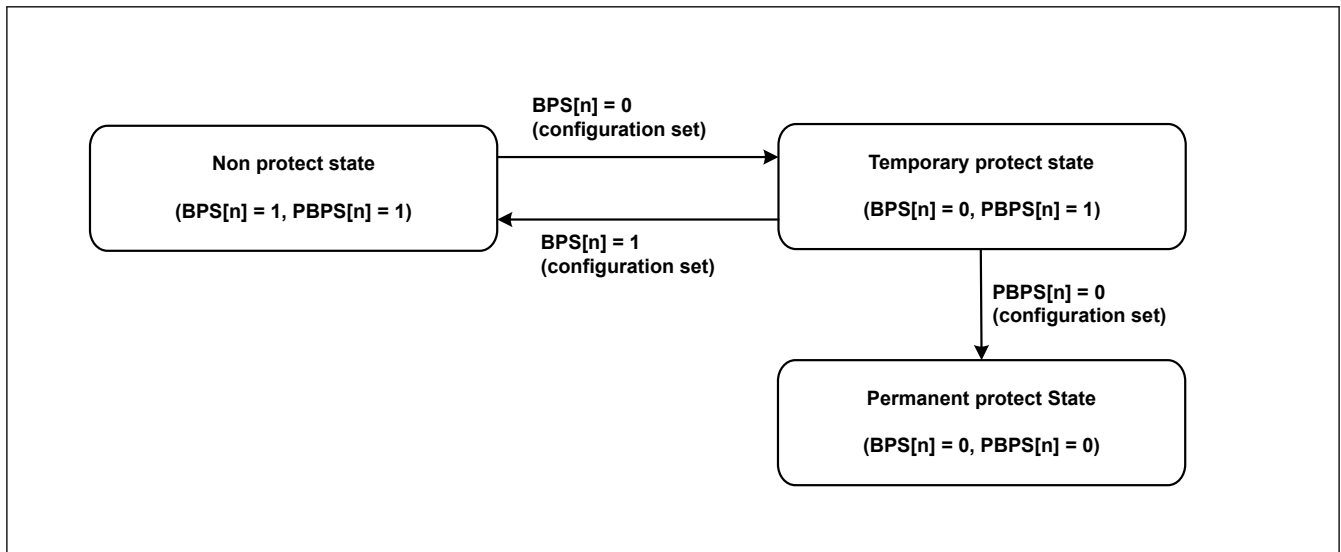 BPS[n] = 0
(configuration set)
Non protect state
(BPS[n] = 1, PBPS[n] = 1)
Temporary protect state
(BPS[n] = 0, PBPS[n] = 1)
BPS[n] = 1
(configuration set)
PBPS[n] = 0
(configuration set)
Permanent protect State
(BPS[n] = 0, PBPS[n] = 0)